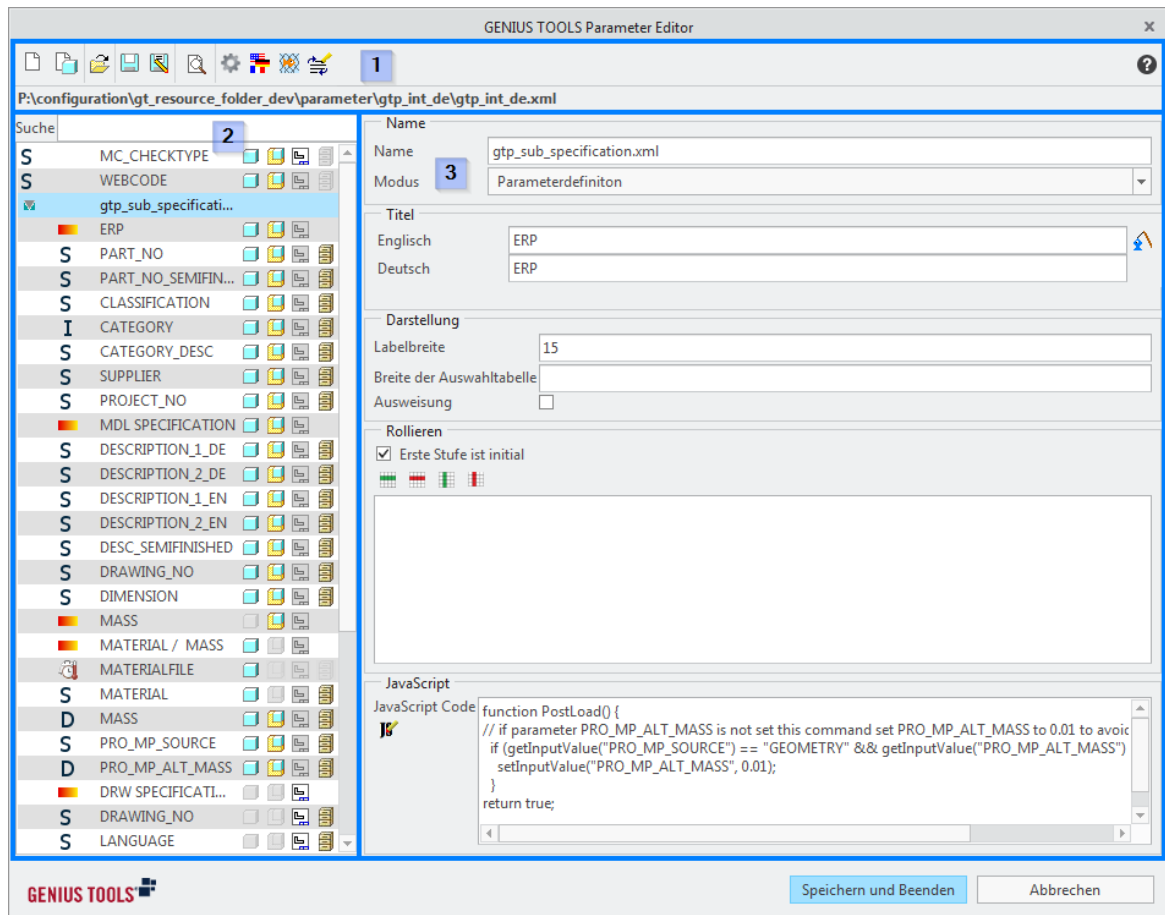 GENIUS TOOLS Parameter Editor
1
P:\configuration\gt_resource_folder_dev\parameter\gtp_int_de\gtp_int_de.xml
Suche
2
S MC_CHECKTYPE
S WEBCODE
gtp_sub_specificati...
ERP
S PART_NO
S PART_NO_SEMIFIN...
S CLASSIFICATION
I CATEGORY
S CATEGORY_DESC
S SUPPLIER
S PROJECT_NO
MDL SPECIFICATION
S DESCRIPTION_1_DE
S DESCRIPTION_2_DE
S DESCRIPTION_1_EN
S DESCRIPTION_2_EN
S DESC_SEMIFINISHED
S DRAWING_NO
S DIMENSION
MASS
MATERIAL / MASS
MATERIALFILE
S MATERIAL
D MASS
S PRO_MP_SOURCE
D PRO_MP_ALT_MASS
DRW SPECIFICATI...
S DRAWING_NO
S LANGUAGE
Name
Name gtp_sub_specification.xml
Modus 3 Parameterdefiniton
Titel
Englisch ERP
Deutsch ERP
Darstellung
Labelbreite 15
Breite der Auswahltabelle
Ausweisung
Rollieren
Erste Stufe ist initial
JavaScript
JavaScript Code
function PostLoad() {
// if parameter PRO_MP_ALT_MASS is not set this command set PRO_MP_ALT_MASS to 0.01 to avoid
if (getInputValue("PRO_MP_SOURCE") == "GEOMETRY" && getInputValue("PRO_MP_ALT_MASS")
setInputValue("PRO_MP_ALT_MASS", 0.01);
}
return true;
GENIUS TOOLS
Speichern und Beenden
Abbrechen